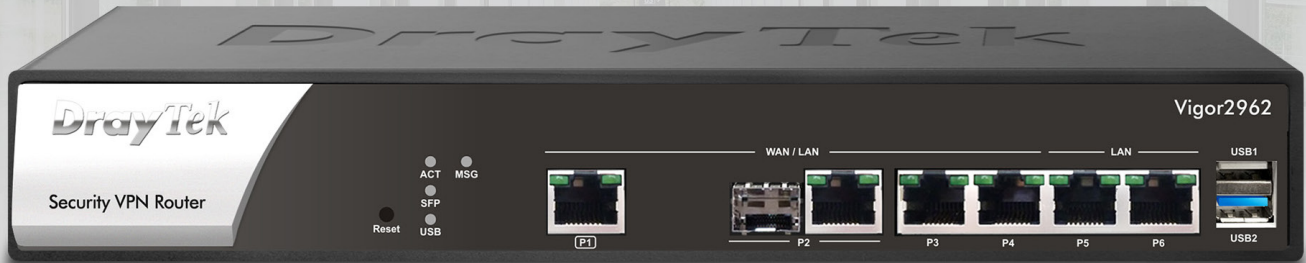 DrayTek
DrayTek
Security VPN Router
Reset
ACT
MSG
SFP
USB
WAN / LAN
P1
P2
P3
P4
LAN
P5
P6
Vigor2962
USB1
USB2